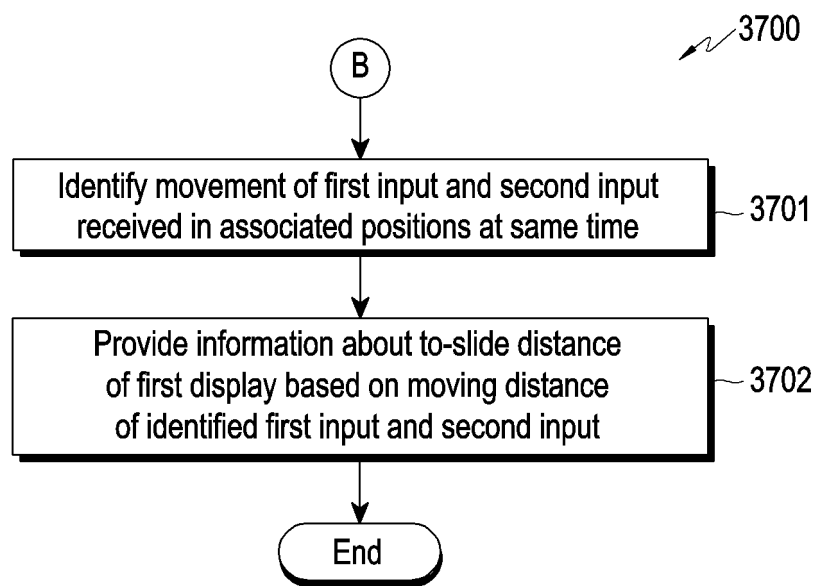 3700
B
Identify movement of first input and second input
received in associated positions at same time
3701
Provide information about to-slide distance
of first display based on moving distance
of identified first input and second input
3702
End